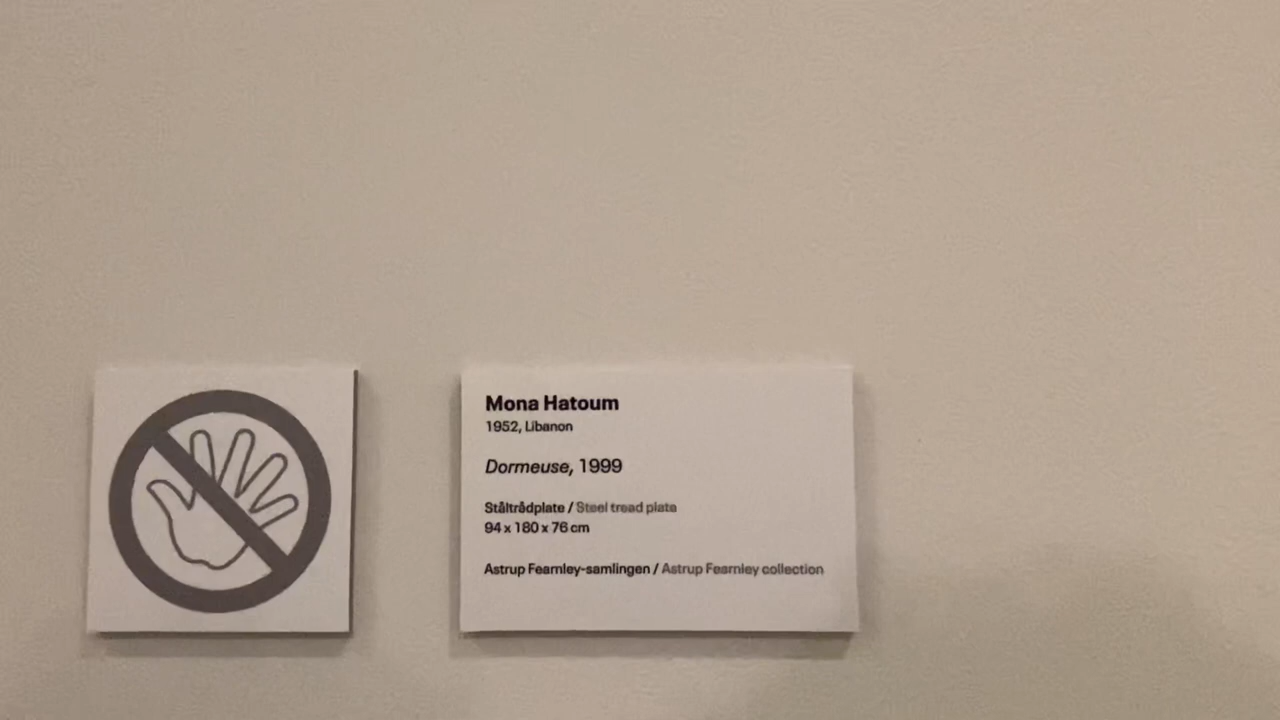 Mona Hatoum
1952, Libanon
Dormeuse, 1999
Ståltrådplate / Steel tread plate
94 x 180 x 76 cm
Astrup Fearnley-samlingen / Astrup Fearnley collection